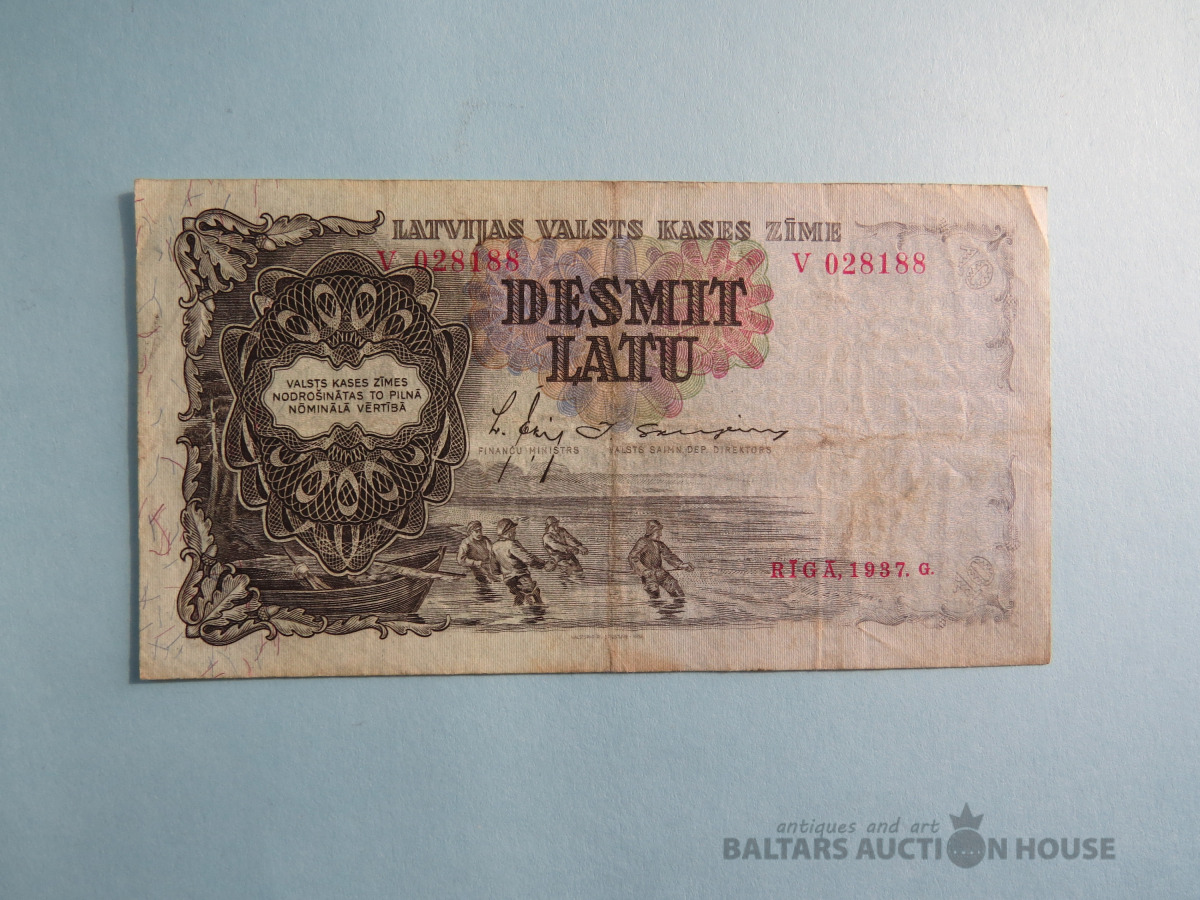 LATVIJAS VALSTS KASES ZĪME
V 028188 V 028188
DESMIT
LATU
VALSTS KASES ZĪMES
NODROŠINĀTAS TO PILNĀ
NŌMINĀLĀ VĒRTĪBĀ
FINANČU MINISTRS VALSTS SAIMN. DEP. DIREKTORS
RĪGĀ, 1937. G.
antiques and art
BALTARS AUCTION HOUSE